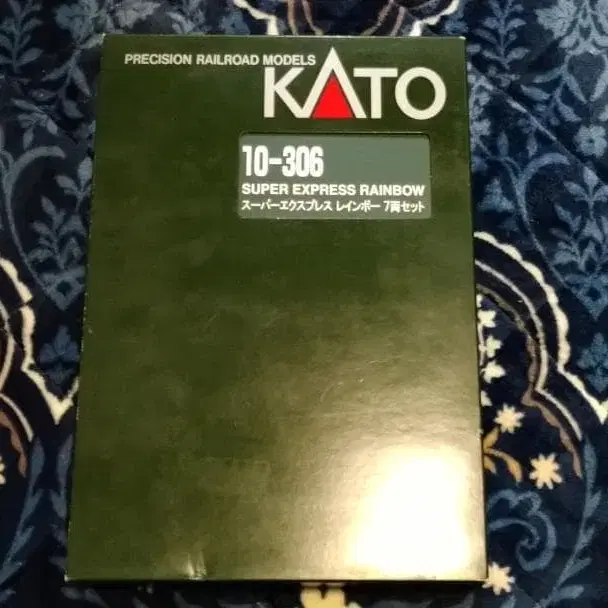 PRECISION RAILROAD MODELS
KATO
10-306
SUPER EXPRESS RAINBOW
スーパーエクスプレス レインボー 7両セット